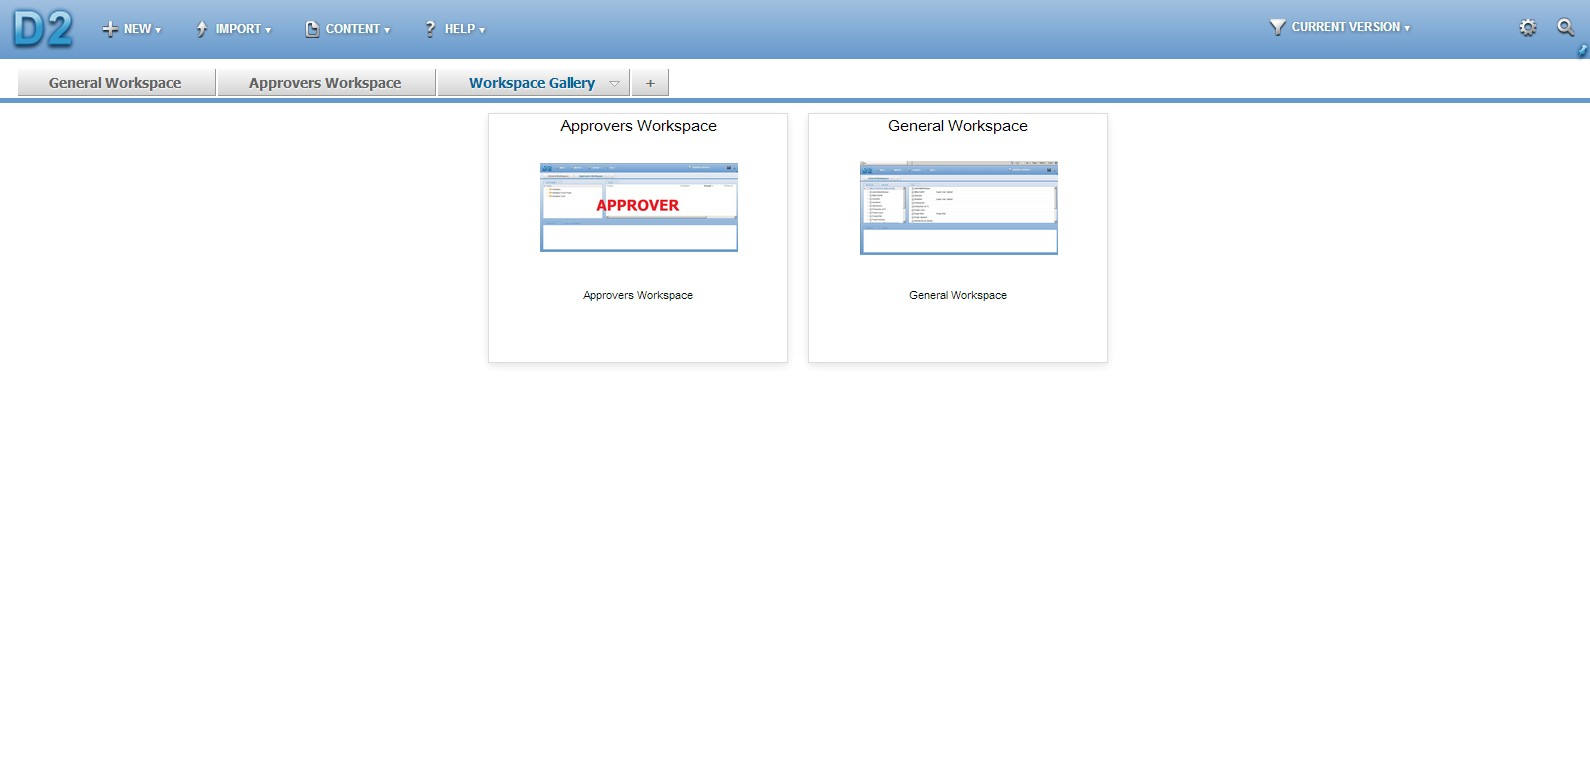 D2
NEW
IMPORT
CONTENT
?
HELP
CURRENT VERSION
General Workspace
Approvers Workspace
Workspace Gallery
+
Approvers Workspace
General Workspace
APPROVER
Approvers Workspace
General Workspace